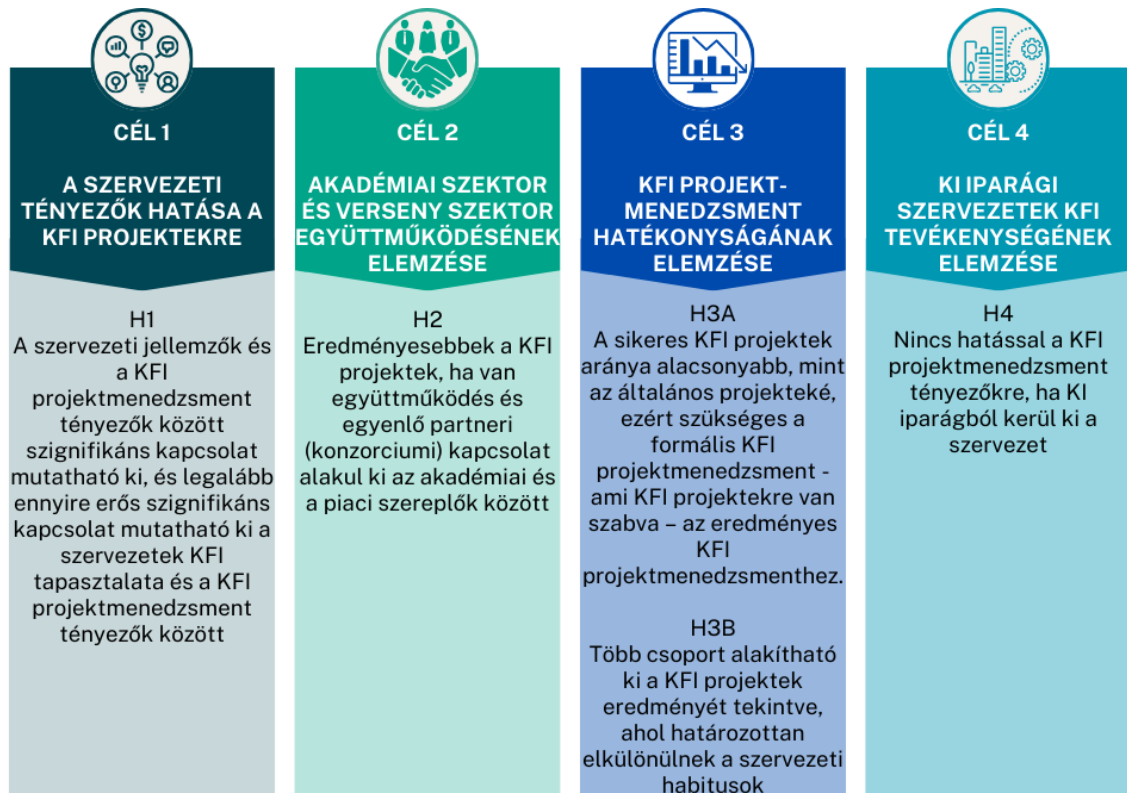 CÉL 1
A SZERVEZETI
TÉNYEZŐK HATÁSA A
KFI PROJEKTEKRE
H1
A szervezeti jellemzők és
a KFI
projektmenedzsment
tényezők között
szignifikáns kapcsolat
mutatható ki, és legalább
ennyire erős szignifikáns
kapcsolat mutatható ki a
szervezetek KFI
tapasztalata és a KFI
projektmenedzsment
tényezők között
CÉL 2
AKADÉMIAI SZEKTOR
ÉS VERSENY SZEKTOR
EGYÜTTMŰKÖDÉSÉNEK
ELEMZÉSE
H2
Eredményesebbek a KFI
projektek, ha van
együttműködés és
egyenlő partneri
(konzorciumi) kapcsolat
alakul ki az akadémiai és
a piaci szereplők között
CÉL 3
KFI PROJEKT-
MENEDZSMENT
HATÉKONYSÁGÁNAK
ELEMZÉSE
H3A
A sikeres KFI projektek
aránya alacsonyabb, mint
az általános projekteké,
ezért szükséges a
formális KFI
projektmenedzsment -
ami KFI projektekre van
szabva – az eredményes
KFI
projektmenedzsmenthez.
H3B
Több csoport alakítható
ki a KFI projektek
eredményét tekintve,
ahol határozottan
elkülönülnek a szervezeti
habitusok
CÉL 4
KI IPARÁGI
SZERVEZETEK KFI
TEVÉKENYSÉGÉNEK
ELEMZÉSE
H4
Nincs hatással a KFI
projektmenedzsment
tényezőkre, ha KI
iparágból kerül ki a
szervezet